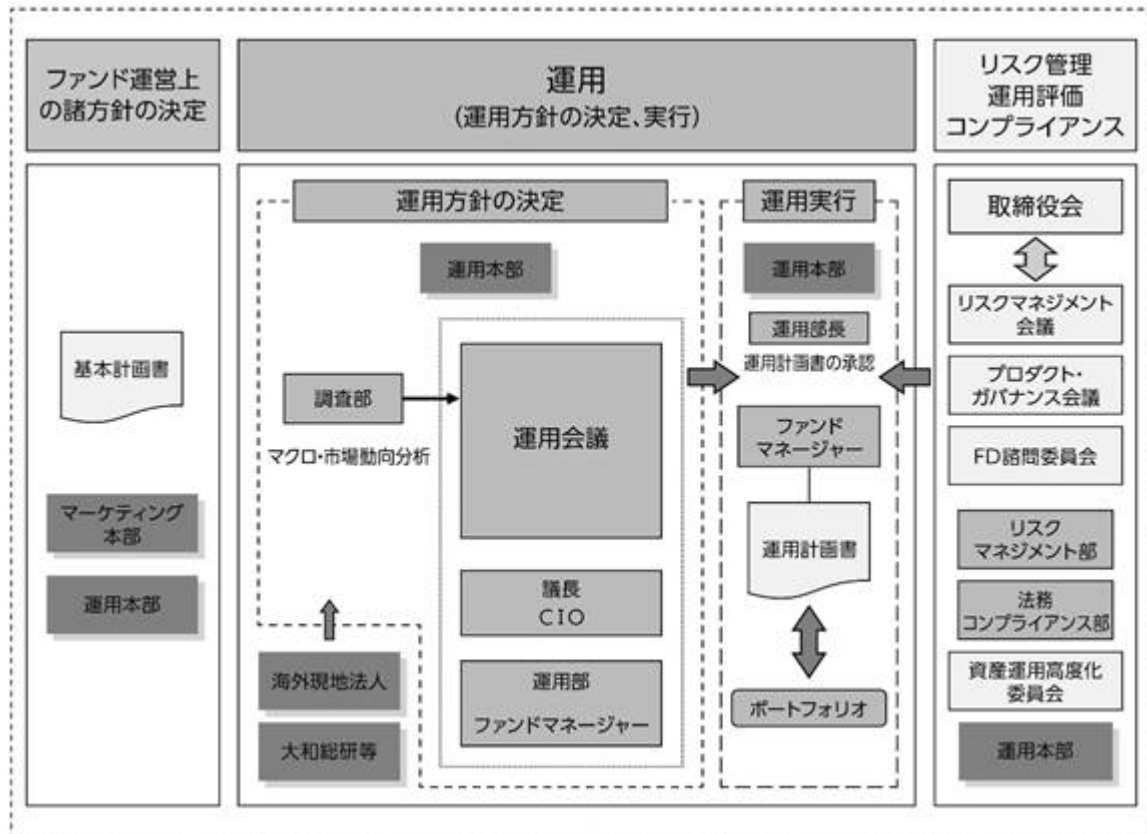 ファンド運営上
の諸方針の決定
運用
(運用方針の決定、実行)
リスク管理
運用評価
コンプライアンス
基本計画書
マーケティング
本部
運用本部
運用方針の決定
運用本部
調査部
マクロ・市場動向分析
運用会議
議長
CIO
運用部
ファンドマネージャー
海外現地法人
大和総研等
運用実行
運用本部
運用部長
運用計画書の承認
ファンド
マネージャー
運用計画書
ポートフォリオ
取締役会
リスクマネジメント
会議
プロダクト・
ガバナンス会議
FD諮問委員会
リスク
マネジメント部
法務
コンプライアンス部
資産運用高度化
委員会
運用本部